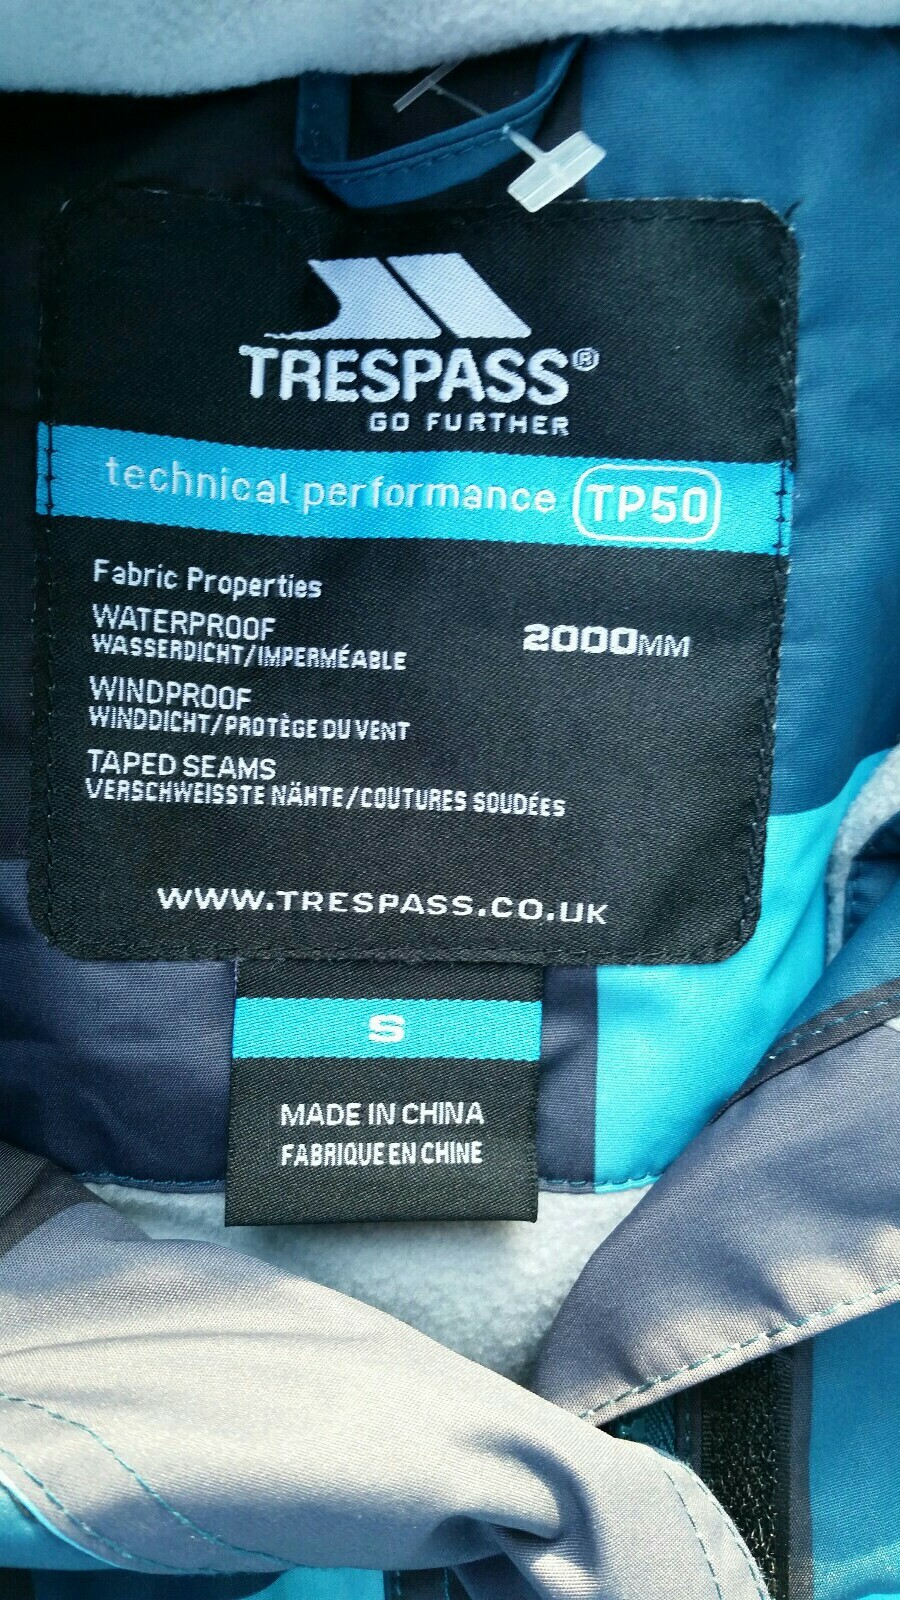 TRESPASS®
GO FURTHER
technical performance TP50
Fabric Properties
WATERPROOF 2000MM
WASSERDICHT/IMPERMÉABLE
WINDPROOF
WINDDICHT/PROTÈGE DU VENT
TAPED SEAMS
VERSCHWEISSTE NÄHTE/COUTURES SOUDÉES
WWW.TRESPASS.CO.UK
S
MADE IN CHINA
FABRIQUE EN CHINE